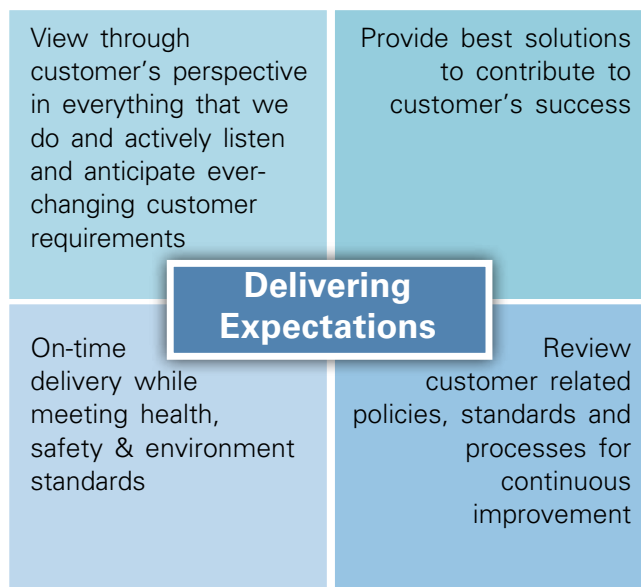 View through
customer’s perspective
in everything that we
do and actively listen
and anticipate ever-
changing customer
requirements
Provide best solutions
to contribute to
customer’s success
Delivering
Expectations
On-time
delivery while
meeting health,
safety & environment
standards
Review
customer related
policies, standards and
processes for
continuous
improvement